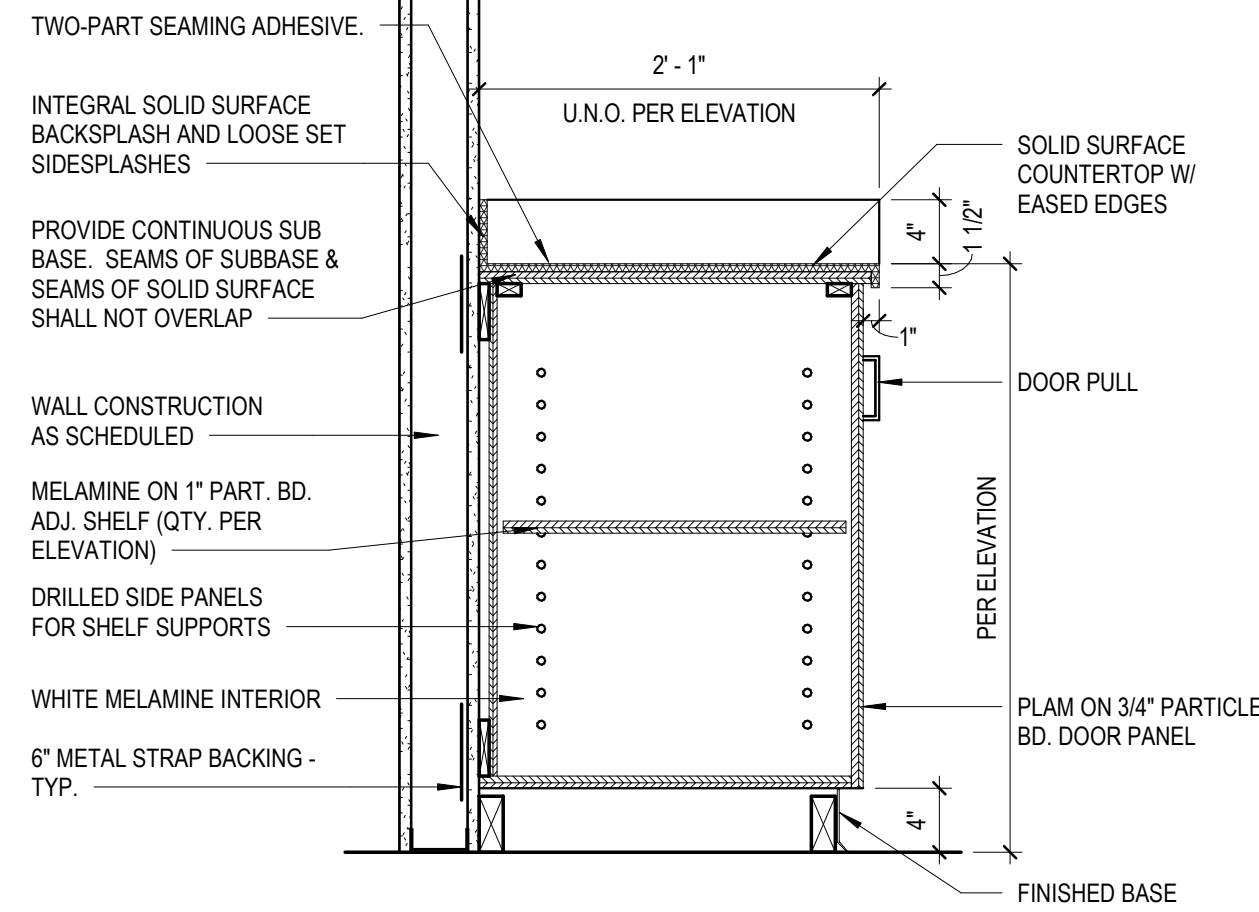 TWO-PART SEAMING ADHESIVE.
INTEGRAL SOLID SURFACE
BACKSPLASH AND LOOSE SET
SIDESPLASHES
PROVIDE CONTINUOUS SUB
BASE. SEAMS OF SUBBASE &
SEAMS OF SOLID SURFACE
SHALL NOT OVERLAP
WALL CONSTRUCTION
AS SCHEDULED
MELAMINE ON 1" PART. BD.
ADJ. SHELF (QTY. PER
ELEVATION)
DRILLED SIDE PANELS
FOR SHELF SUPPORTS
WHITE MELAMINE INTERIOR
6" METAL STRAP BACKING -
TYP.
2' - 1"
U.N.O. PER ELEVATION
SOLID SURFACE
COUNTERTOP W/
EASED EDGES
4"
1 1/2"
1"
DOOR PULL
PER ELEVATION
PLAM ON 3/4" PARTICLE
BD. DOOR PANEL
4"
FINISHED BASE